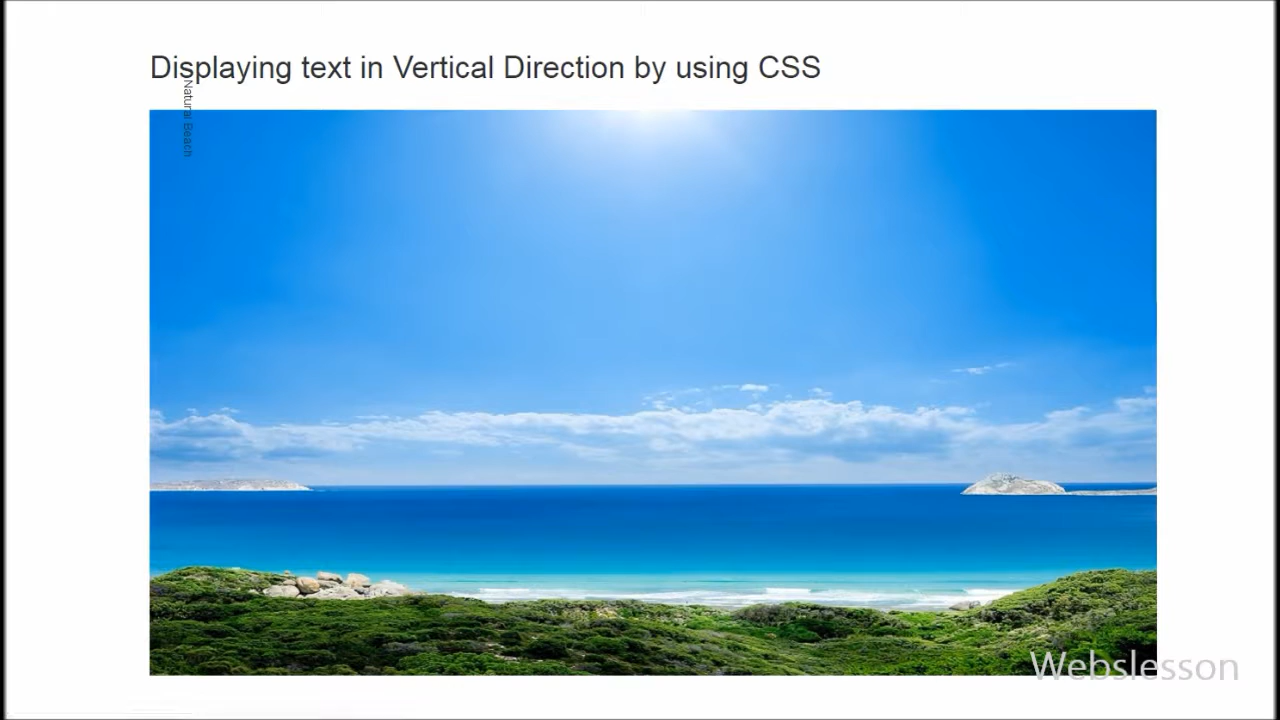 Displaying text in Vertical Direction by using CSS
Natural Beach
Webslesson